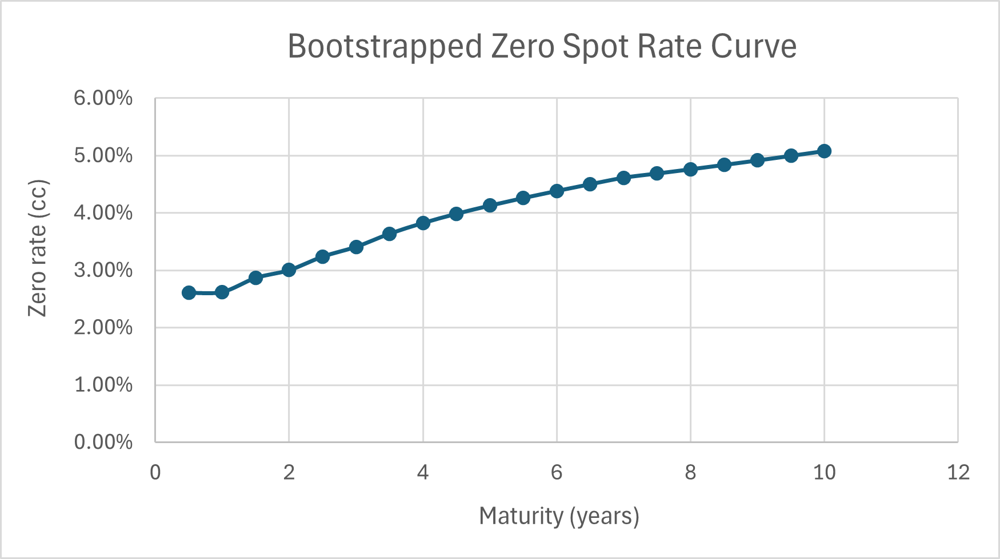 Bootstrapped Zero Spot Rate Curve
Zero rate (cc)
6.00%
5.00%
4.00%
3.00%
2.00%
1.00%
0.00%
0 2 4 6 8 10 12
Maturity (years)